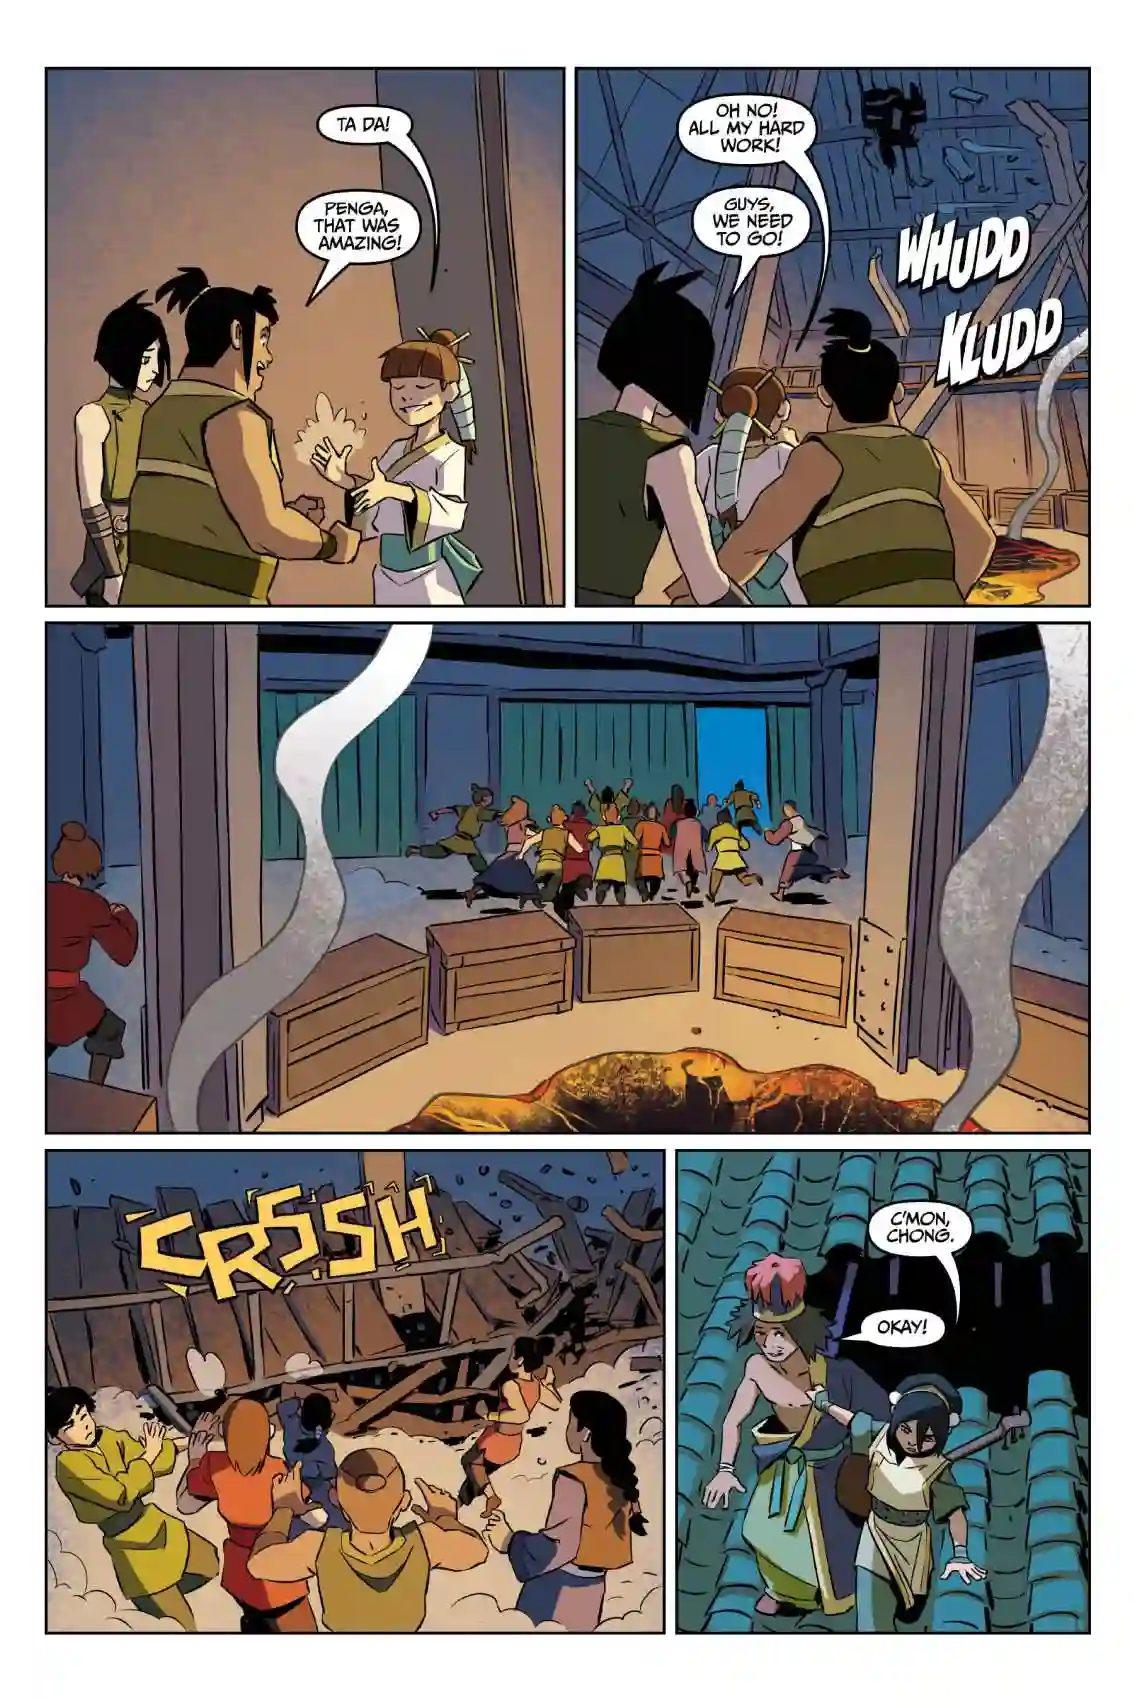 TA DA!
PENGA,
THAT WAS
AMAZING!
OH NO!
ALL MY HARD
WORK!
GUYS,
WE NEED
TO GO!
WHUDD
KLUDD
CRSSSH
C'MON,
CHONG.
OKAY!